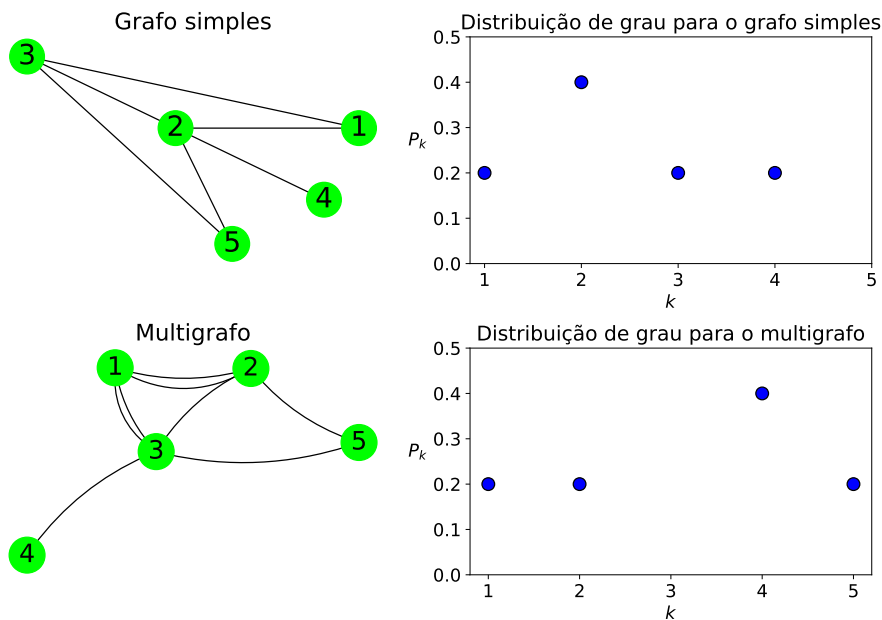 Grafo simples
3
2
1
4
5
Distribuição de grau para o grafo simples
0.5
0.4
0.3
0.2
0.1
0.0
P_k
1 2 3 4 5
k
Multigrafo
1
2
3
5
4
Distribuição de grau para o multigrafo
0.5
0.4
0.3
0.2
0.1
0.0
P_k
1 2 3 4 5
k